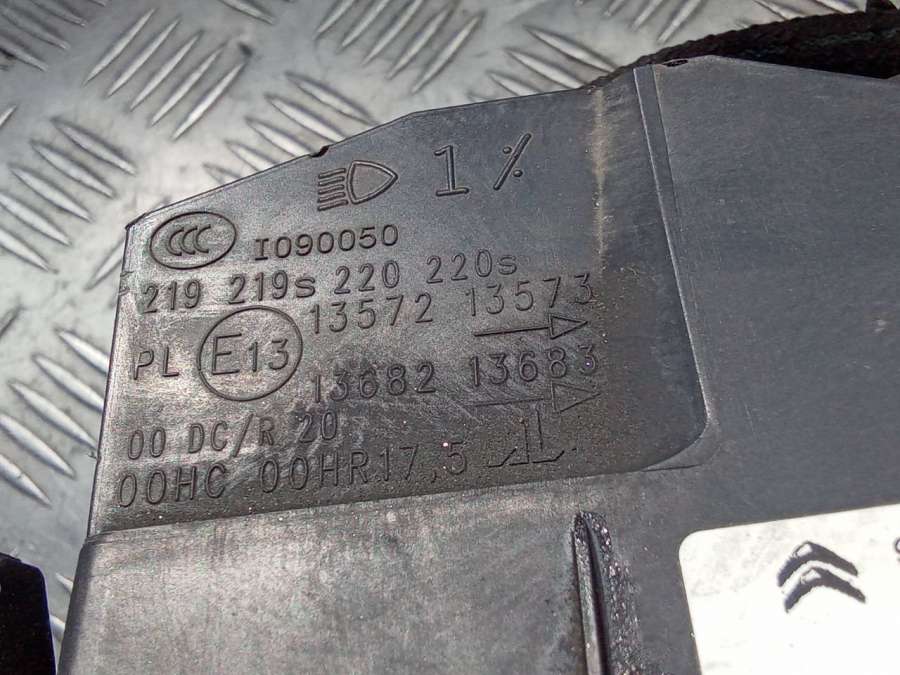 1 %
CCC I090050
219 219s 220 220s
13572 13573
PL E13
13682 13683
00 DC/R 20
00HC 00HR17,5